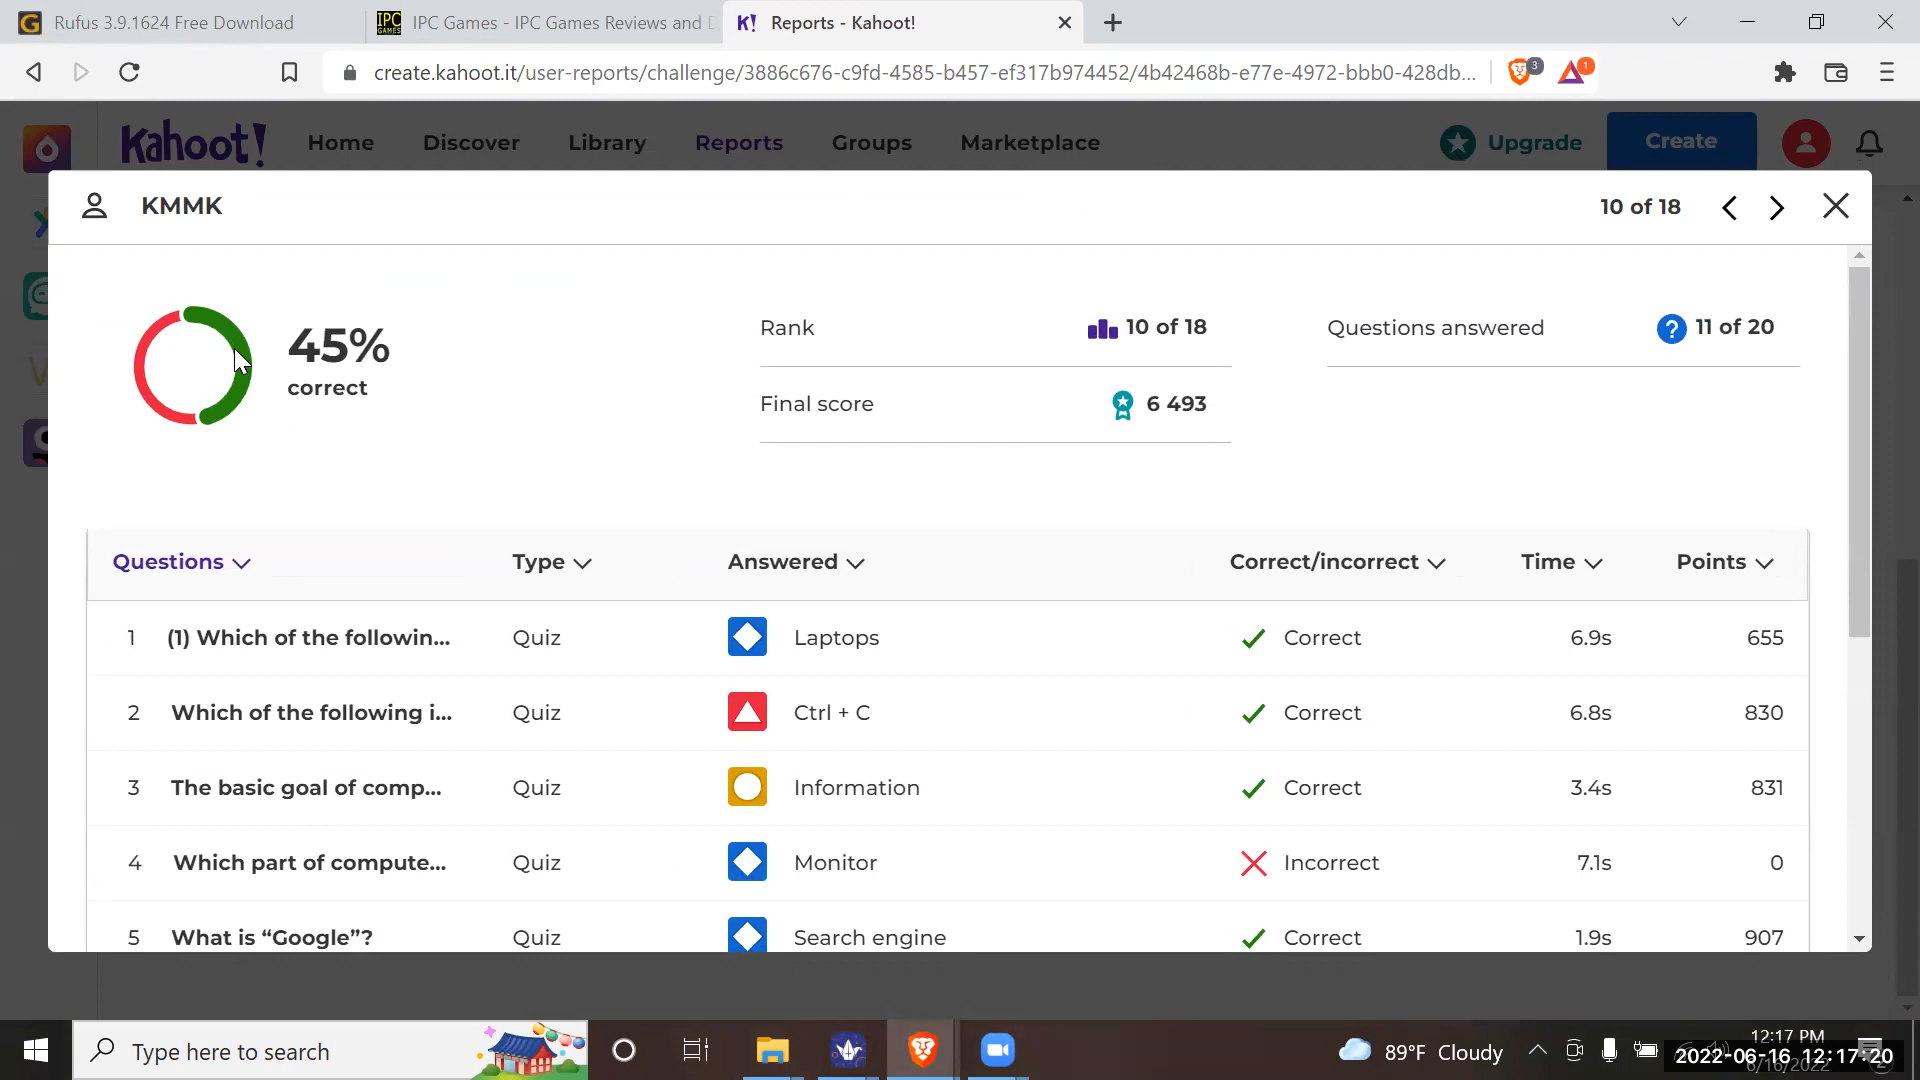 Rufus 3.9.1624 Free Download
IPC GAMES
IPC Games - IPC Games Reviews and D
K! Reports - Kahoot!
create.kahoot.it/user-reports/challenge/3886c676-c9fd-4585-b457-ef317b974452/4b42468b-e77e-4972-bbb0-428db...
3
1
Kahoot! Home Discover Library Reports Groups Marketplace
Upgrade Create
KMMK
10 of 18
45%
correct
Rank 10 of 18
Questions answered 11 of 20
Final score 6 493
Questions Type Answered Correct/incorrect Time Points
1 (1) Which of the followin... Quiz Laptops Correct 6.9s 655
2 Which of the following i... Quiz Ctrl + C Correct 6.8s 830
3 The basic goal of comp... Quiz Information Correct 3.4s 831
4 Which part of compute... Quiz Monitor Incorrect 7.1s 0
5 What is “Google”? Quiz Search engine Correct 1.9s 907
Type here to search
89°F Cloudy
12:17 PM
2022-06-16 12:17:20
6/16/2022